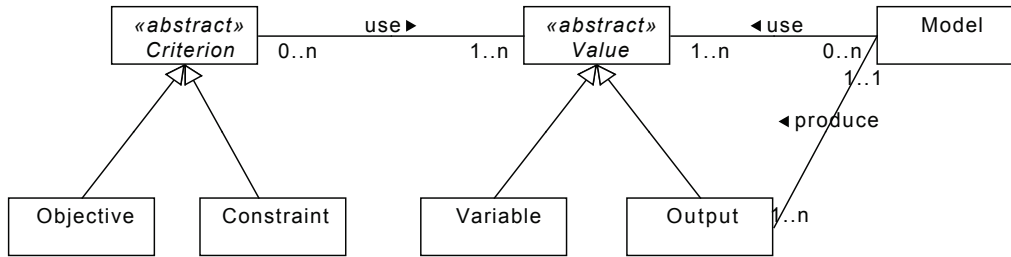 «abstract»
Criterion
use ►
0..n
1..n
«abstract»
Value
◄ use
1..n
0..n
Model
1..1
◄ produce
Objective
Constraint
Variable
Output
1..n